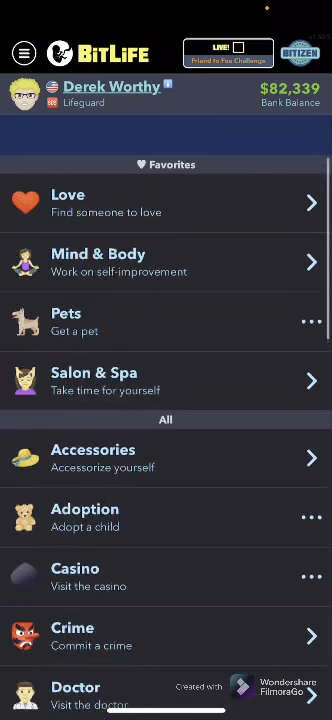 BitLife
LIVE!
Friend to Foe Challenge
BITIZEN
Derek Worthy
Lifeguard
$82,339
Bank Balance
Favorites
Love
Find someone to love
Mind & Body
Work on self-improvement
Pets
Get a pet
Salon & Spa
Take time for yourself
All
Accessories
Accessorize yourself
Adoption
Adopt a child
Casino
Visit the casino
Crime
Commit a crime
Doctor
Visit the doctor
Created with
Wondershare
FilmoraGo